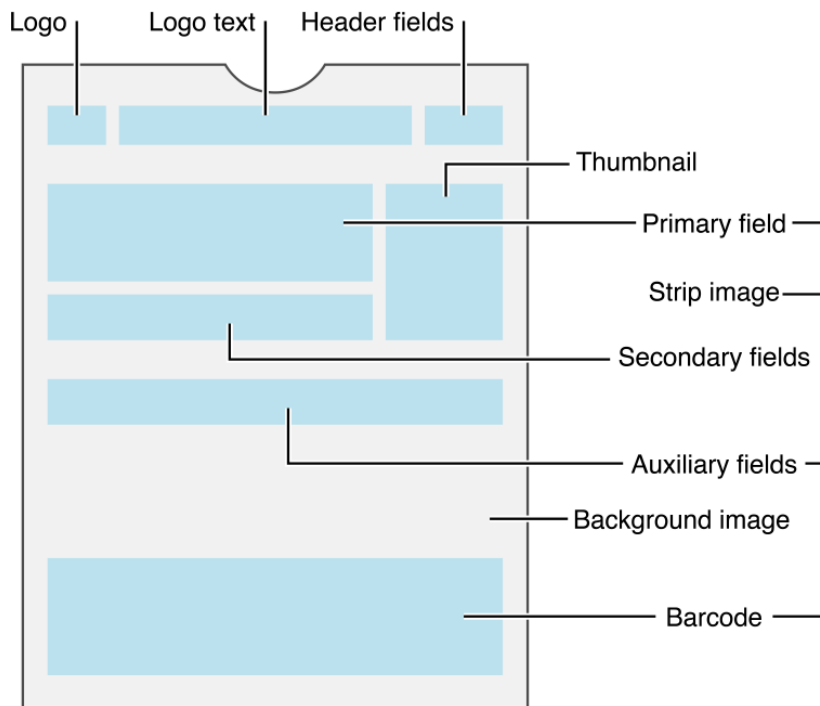 Logo
Logo text
Header fields
Thumbnail
Primary field
Strip image
Secondary fields
Auxiliary fields
Background image
Barcode